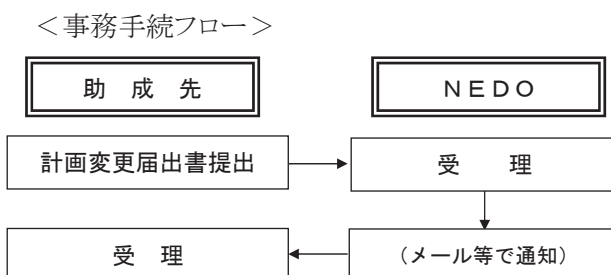 ＜事務手続フロー＞
助　成　先
ＮＥＤＯ
計画変更届出書提出
受　　理
受　理
（メール等で通知）